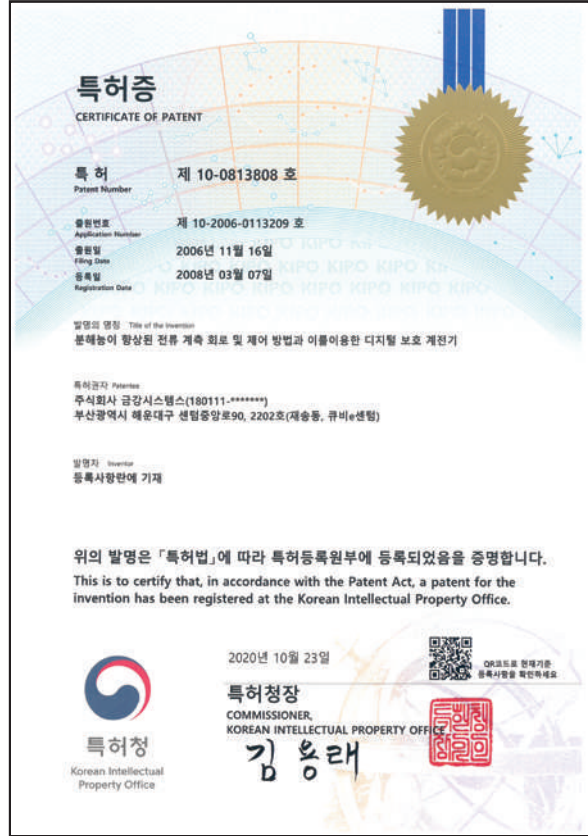 특허증
CERTIFICATE OF PATENT
특 허 제 10-0813808 호
Patent Number
출원번호 제 10-2006-0113209 호
Application Number
출원일 2006년 11월 16일
Filing Date
등록일 2008년 03월 07일
Registration Date
발명의 명칭 Title of the Invention
분해능이 향상된 전류 계측 회로 및 제어 방법과 이를이용한 디지털 보호 계전기
특허권자 Patentee
주식회사 금강시스템스(180111-*******)
부산광역시 해운대구 센텀중앙로90, 2202호(재송동, 큐비e센텀)
발명자 Inventor
등록사항란에 기재
위의 발명은 「특허법」에 따라 특허등록원부에 등록되었음을 증명합니다.
This is to certify that, in accordance with the Patent Act, a patent for the
invention has been registered at the Korean Intellectual Property Office.
2020년 10월 23일
QR코드로 현재기준
등록사항을 확인하세요
특허청장
COMMISSIONER,
KOREAN INTELLECTUAL PROPERTY OFFICE
김용래
특허청
Korean Intellectual
Property Office